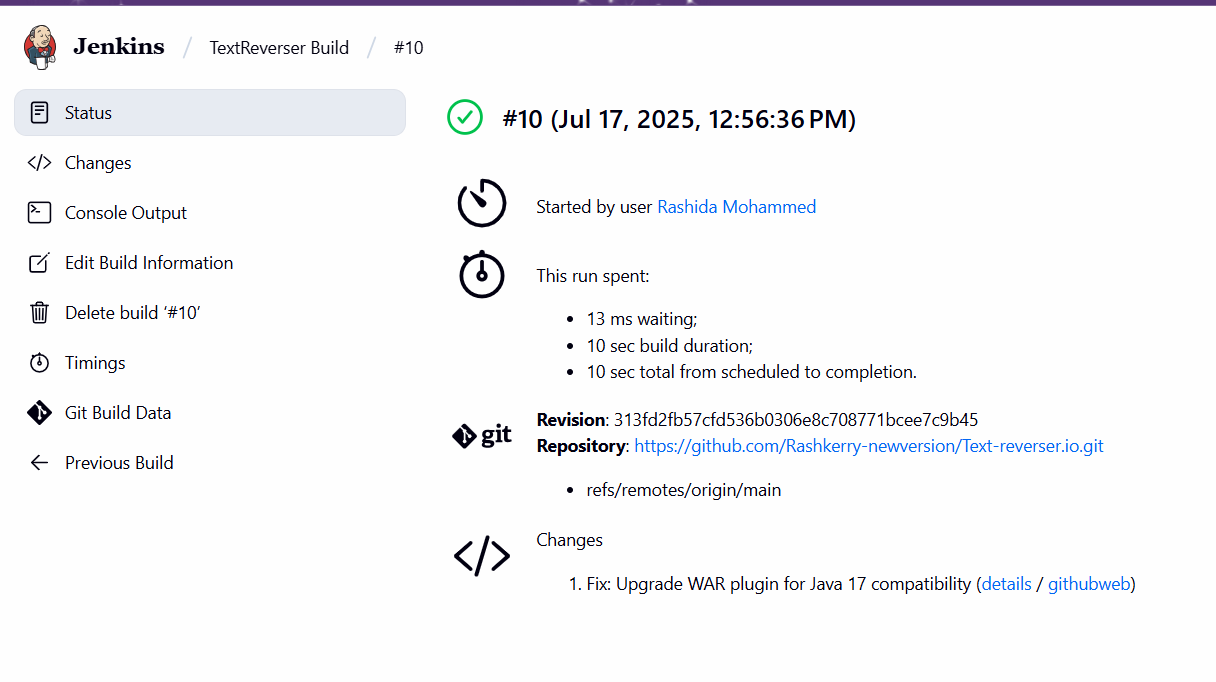 Jenkins / TextReverser Build / #10
Status
Changes
Console Output
Edit Build Information
Delete build ‘#10’
Timings
Git Build Data
Previous Build
#10 (Jul 17, 2025, 12:56:36 PM)
Started by user Rashida Mohammed
This run spent:
• 13 ms waiting;
• 10 sec build duration;
• 10 sec total from scheduled to completion.
git
Revision: 313fd2fb57cfd536b0306e8c708771bcee7c9b45
Repository: https://github.com/Rashkerry-newversion/Text-reverser.io.git
• refs/remotes/origin/main
Changes
1. Fix: Upgrade WAR plugin for Java 17 compatibility (details / githubweb)